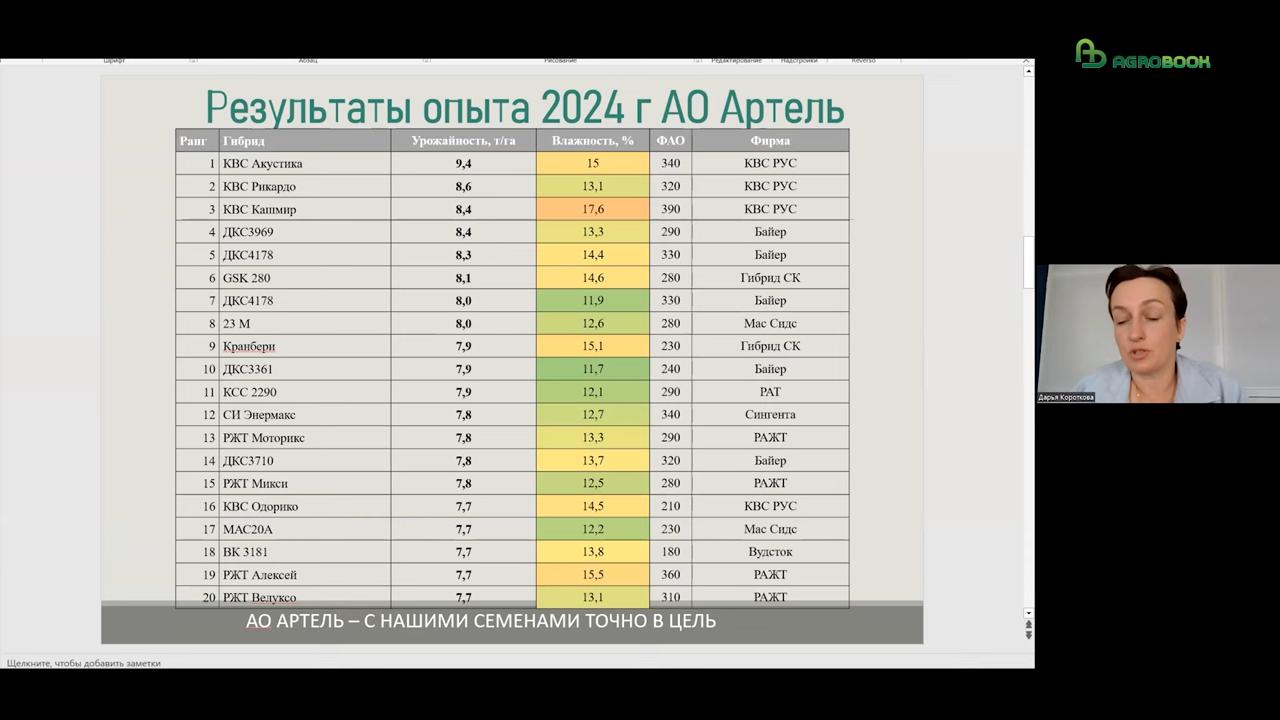 AGROBOOK
Шрифт Абзац Рисование Редактирование Надстройки Reverso
Результаты опыта 2024 г АО Артель
Ранг Гибрид Урожайность, т/га Влажность, % ФАО Фирма
1 КВС Акустика 9,4 15 340 КВС РУС
2 КВС Рикардо 8,6 13,1 320 КВС РУС
3 КВС Кашмир 8,4 17,6 390 КВС РУС
4 ДКС3969 8,4 13,3 290 Байер
5 ДКС4178 8,3 14,4 330 Байер
6 GSK 280 8,1 14,6 280 Гибрид СК
7 ДКС4178 8,0 11,9 330 Байер
8 23 М 8,0 12,6 280 Мас Сидс
9 Кранбери 7,9 15,1 230 Гибрид СК
10 ДКС3361 7,9 11,7 240 Байер
11 КСС 2290 7,9 12,1 290 РАТ
12 СИ Энермакс 7,8 12,7 340 Сингента
13 РЖТ Моторикс 7,8 13,3 290 РАЖТ
14 ДКС3710 7,8 13,7 320 Байер
15 РЖТ Микси 7,8 12,5 280 РАЖТ
16 КВС Одорико 7,7 14,5 210 КВС РУС
17 МАС20А 7,7 12,2 230 Мас Сидс
18 ВК 3181 7,7 13,8 180 Вудсток
19 РЖТ Алексей 7,7 15,5 360 РАЖТ
20 РЖТ Велуксо 7,7 13,1 310 РАЖТ
АО АРТЕЛЬ – С НАШИМИ СЕМЕНАМИ ТОЧНО В ЦЕЛЬ
Щелкните, чтобы добавить заметки
Дарья Короткова